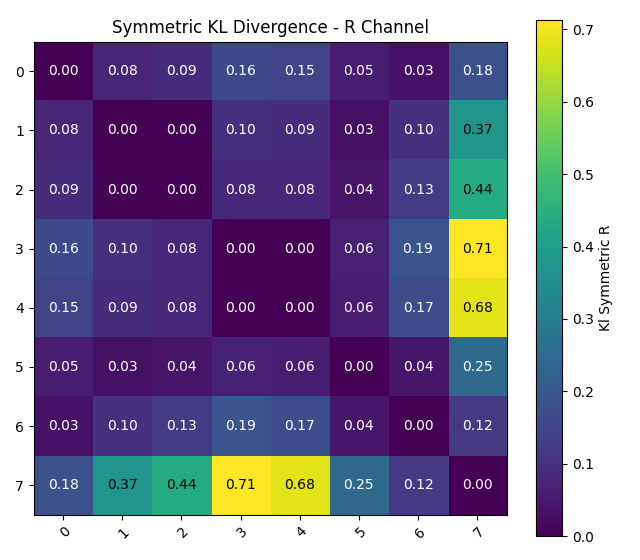 Symmetric KL Divergence - R Channel
0 0.00 0.08 0.09 0.16 0.15 0.05 0.03 0.18
1 0.08 0.00 0.00 0.10 0.09 0.03 0.10 0.37
2 0.09 0.00 0.00 0.08 0.08 0.04 0.13 0.44
3 0.16 0.10 0.08 0.00 0.00 0.06 0.19 0.71
4 0.15 0.09 0.08 0.00 0.00 0.06 0.17 0.68
5 0.05 0.03 0.04 0.06 0.06 0.00 0.04 0.25
6 0.03 0.10 0.13 0.19 0.17 0.04 0.00 0.12
7 0.18 0.37 0.44 0.71 0.68 0.25 0.12 0.00
0 1 2 3 4 5 6 7
0.7
0.6
0.5
0.4
0.3
0.2
0.1
0.0
Kl Symmetric R